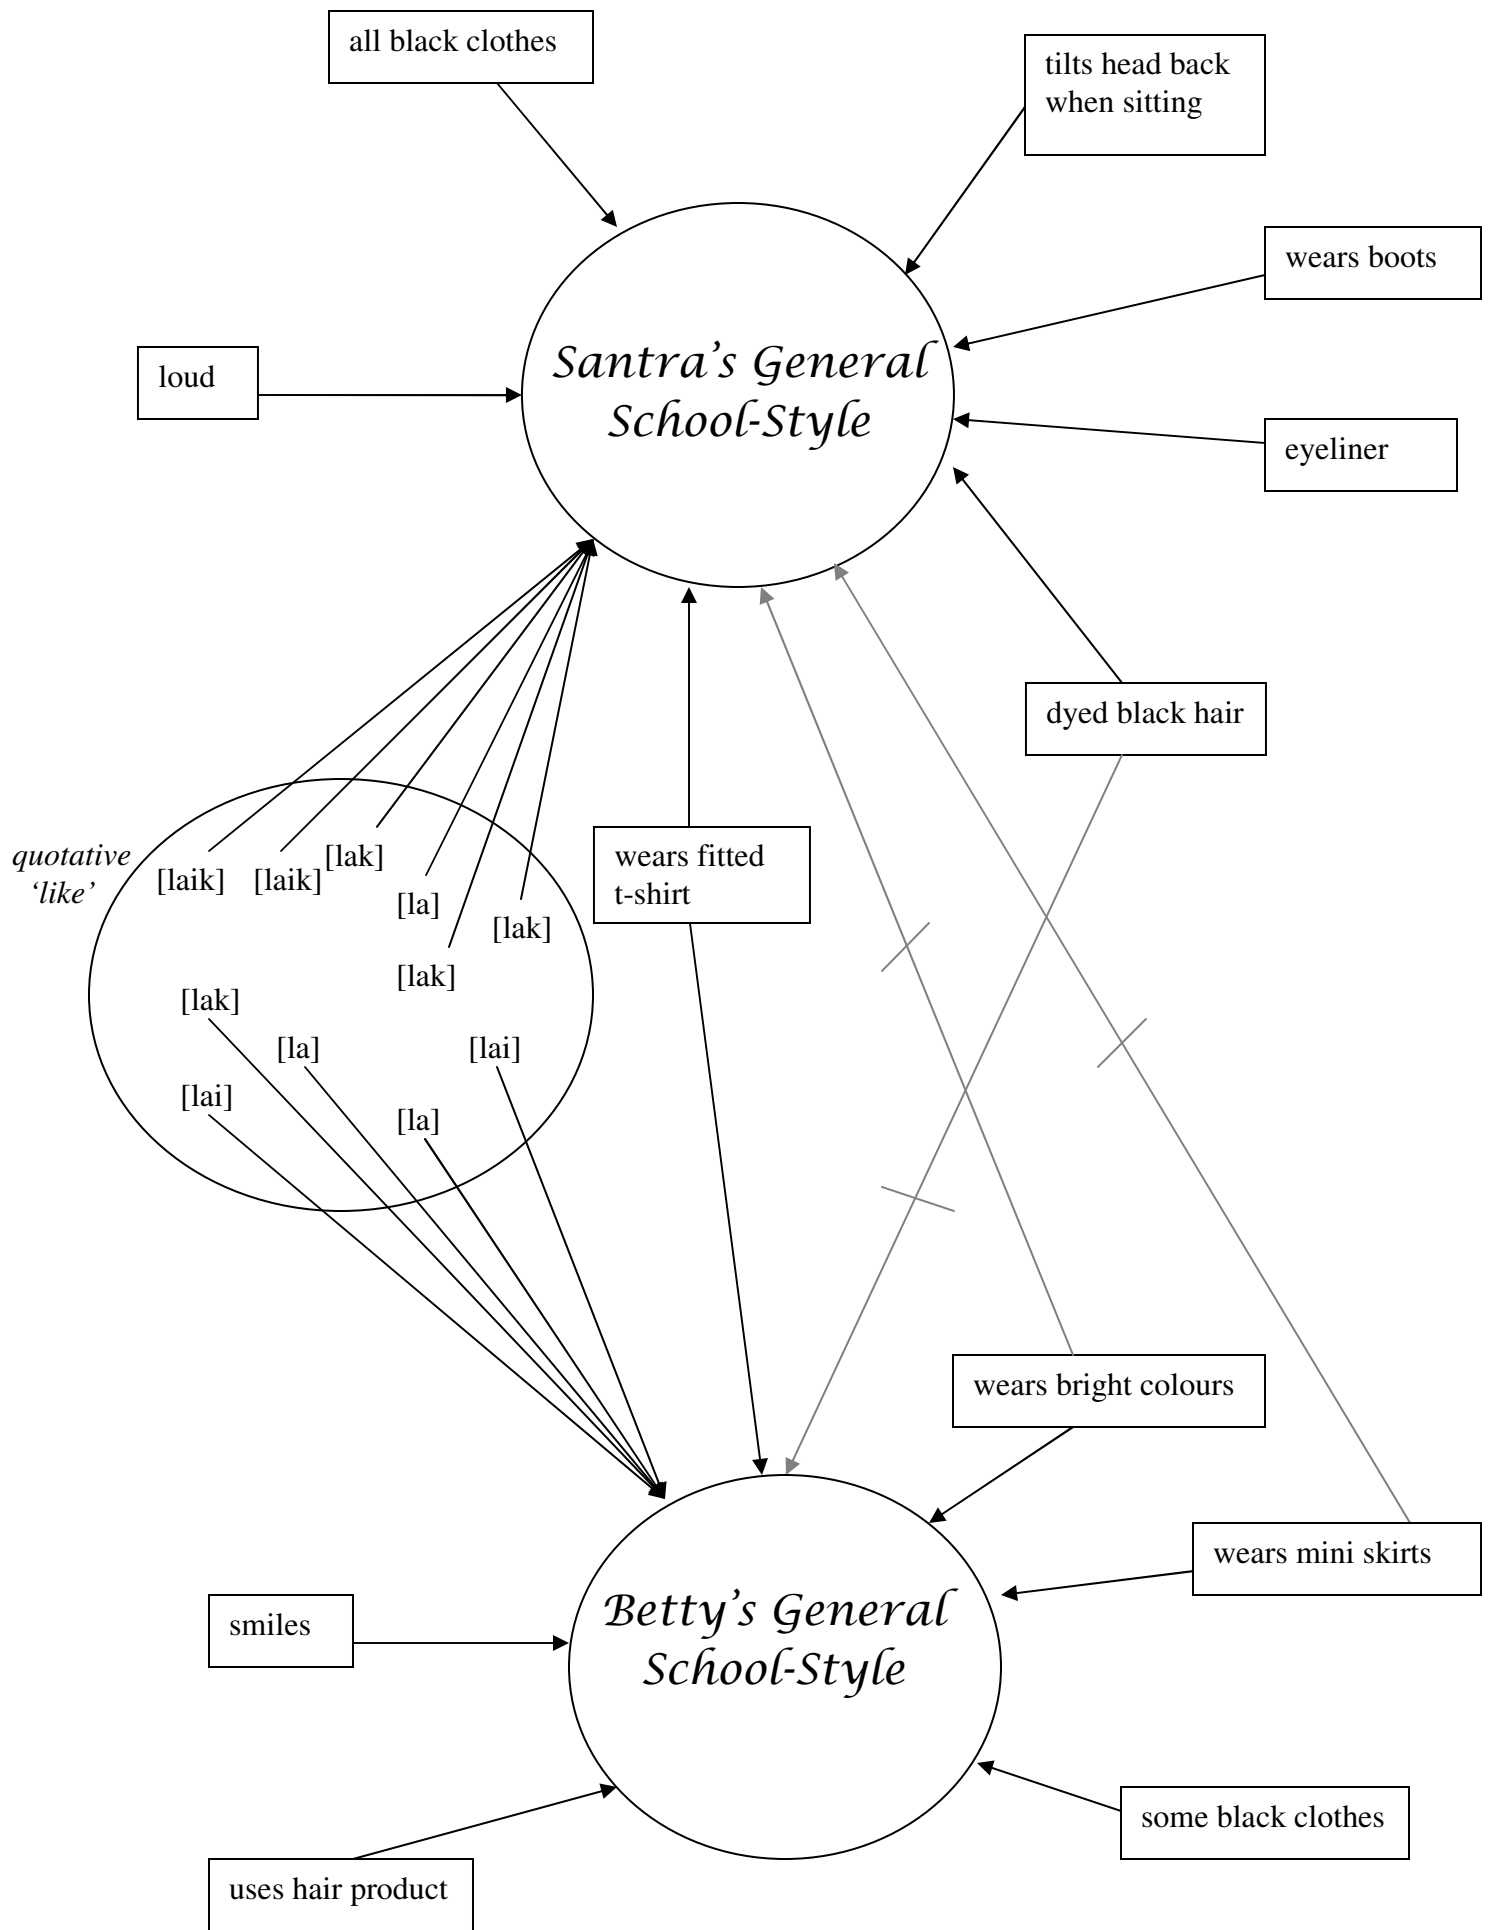 all black clothes
tilts head back
when sitting
wears boots
Santra's General
School-Style
loud
eyeliner
dyed black hair
quotative
'like'
[laik]
[laik]
[lak]
[la]
[lak]
[lak]
wears fitted
t-shirt
[lak]
[la]
[lai]
[lai]
[la]
wears bright colours
wears mini skirts
Betty's General
School-Style
smiles
some black clothes
uses hair product